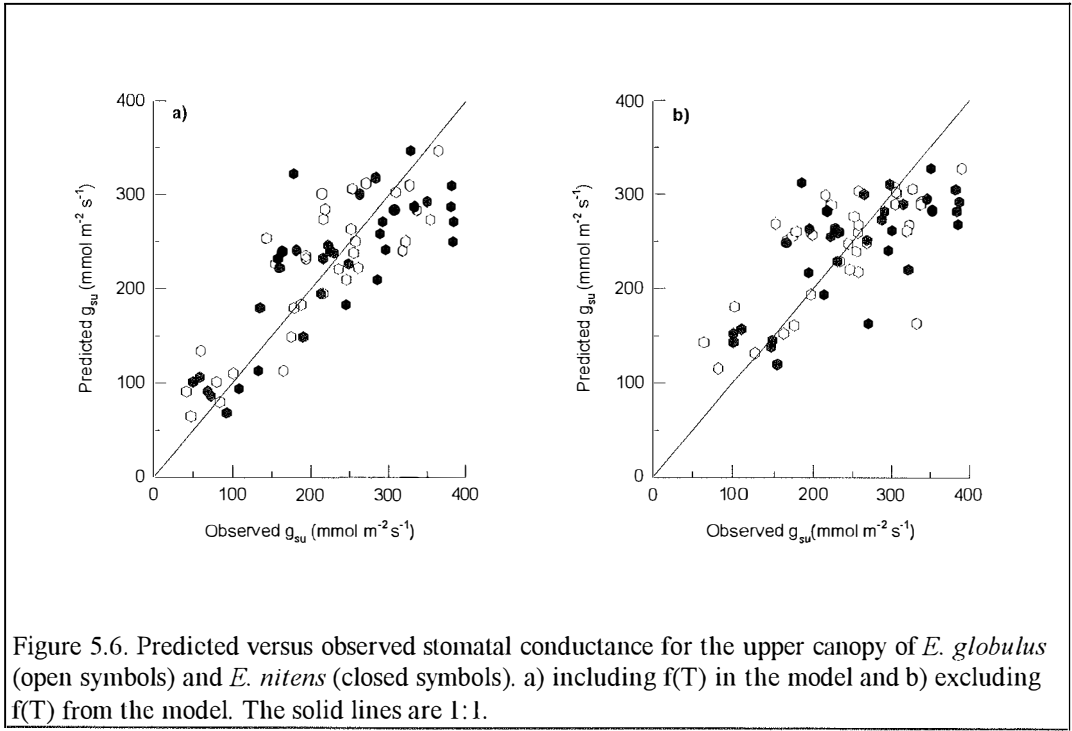 a)
400
300
200
100
0
Predicted g_su (mmol m⁻² s⁻¹)
0 100 200 300 400
Observed g_su (mmol m⁻² s⁻¹)
b)
400
300
200
100
0
Predicted g_su (mmol m⁻² s⁻¹)
0 100 200 300 400
Observed g_su(mmol m⁻² s⁻¹)
Figure 5.6. Predicted versus observed stomatal conductance for the upper canopy of E. globulus
(open symbols) and E. nitens (closed symbols). a) including f(T) in the model and b) excluding
f(T) from the model. The solid lines are 1:1.